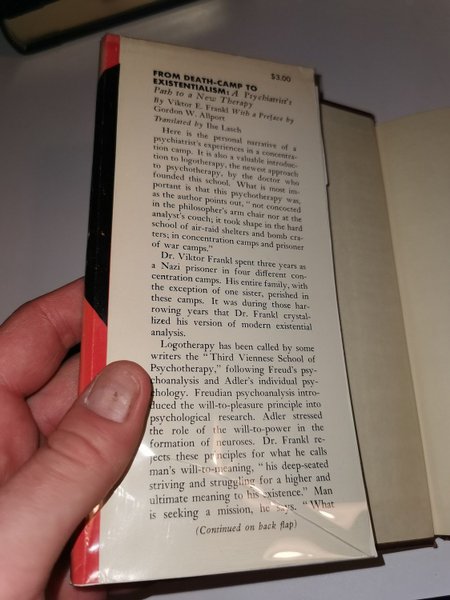 $3.00
FROM DEATH-CAMP TO
EXISTENTIALISM: A Psychiatrist's
Path to a New Therapy
By Viktor E. Frankl With a Preface by
Gordon W. Allport
Translated by Ilse Lasch
Here is the personal narrative of a
psychiatrist's experiences in a concentra-
tion camp. It is also a valuable introduc-
tion to logotherapy, the newest approach
to psychotherapy, by the doctor who
founded this school. What is most im-
portant is that this psychotherapy was,
as the author points out, "not concocted
in the philosopher's arm chair nor at the
analyst's couch; it took shape in the hard
school of air-raid shelters and bomb cra-
ters; in concentration camps and prisoner
of war camps."
Dr. Viktor Frankl spent three years as
a Nazi prisoner in four different con-
centration camps. His entire family, with
the exception of one sister, perished in
these camps. It was during those har-
rowing years that Dr. Frankl crystal-
lized his version of modern existential
analysis.
Logotherapy has been called by some
writers the "Third Viennese School of
Psychotherapy," following Freud's psy-
choanalysis and Adler's individual psy-
chology. Freudian psychoanalysis intro-
duced the will-to-pleasure principle into
psychological research. Adler stressed
the role of the will-to-power in the
formation of neuroses. Dr. Frankl re-
jects these principles for what he calls
man's will-to-meaning, "his deep-seated
striving and struggling for a higher and
ultimate meaning to his existence." Man
is seeking a mission, he says. "What
(Continued on back flap)